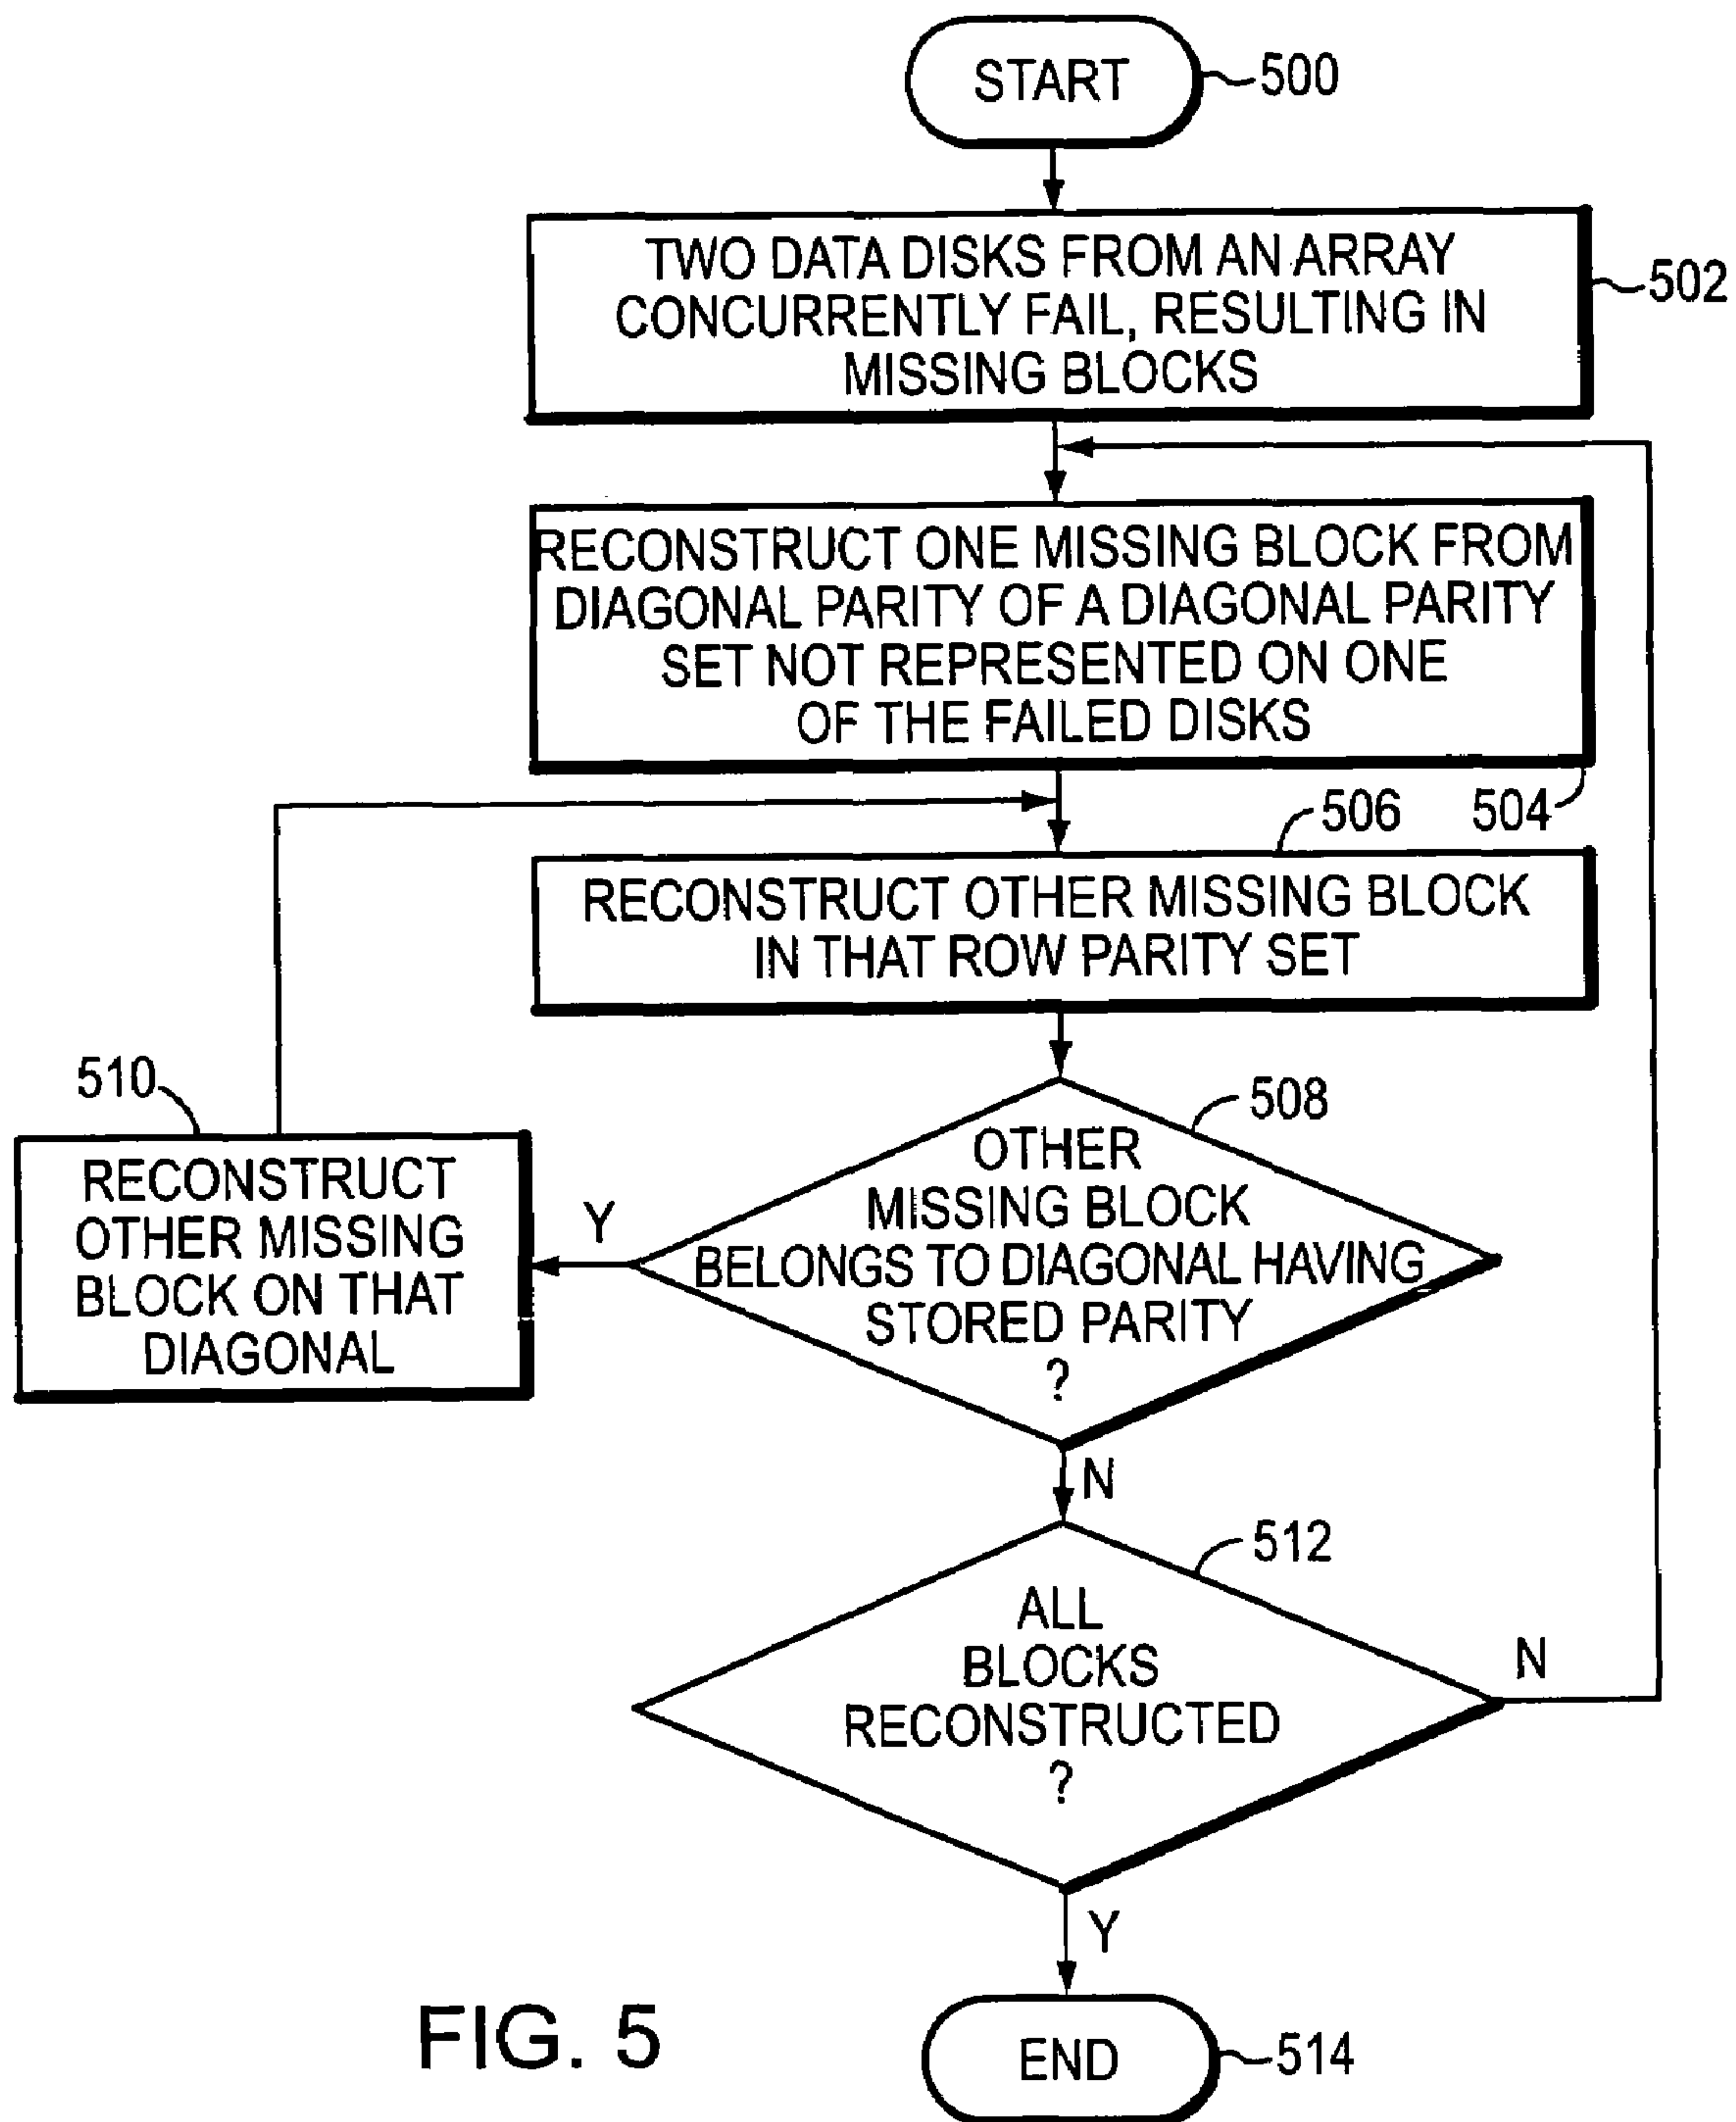 START
500
TWO DATA DISKS FROM AN ARRAY
CONCURRENTLY FAIL, RESULTING IN
MISSING BLOCKS
502
RECONSTRUCT ONE MISSING BLOCK FROM
DIAGONAL PARITY OF A DIAGONAL PARITY
SET NOT REPRESENTED ON ONE
OF THE FAILED DISKS
504
506
RECONSTRUCT OTHER MISSING BLOCK
IN THAT ROW PARITY SET
508
OTHER
MISSING BLOCK
BELONGS TO DIAGONAL HAVING
STORED PARITY
?
Y
510
RECONSTRUCT
OTHER MISSING
BLOCK ON THAT
DIAGONAL
N
512
ALL
BLOCKS
RECONSTRUCTED
?
N
Y
END
514
FIG. 5